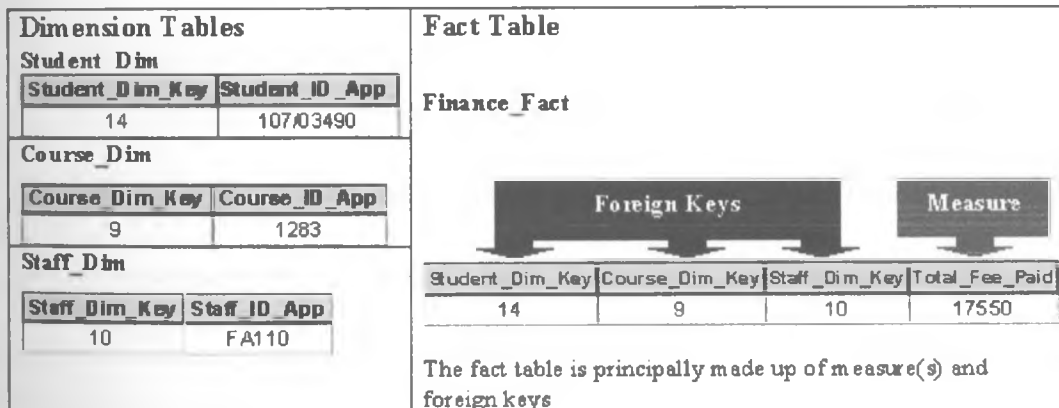 Dimension Tables
Student_Dim
Student_Dim_Key Student_ID_App
14 107/03490
Course_Dim
Course_Dim_Key Course_ID_App
9 1283
Staff_Dim
Staff_Dim_Key Staff_ID_App
10 FA110
Fact Table
Finance_Fact
Foreign Keys Measure
Student_Dim_Key Course_Dim_Key Staff_Dim_Key Total_Fee_Paid
14 9 10 17550
The fact table is principally made up of measure(s) and
foreign keys